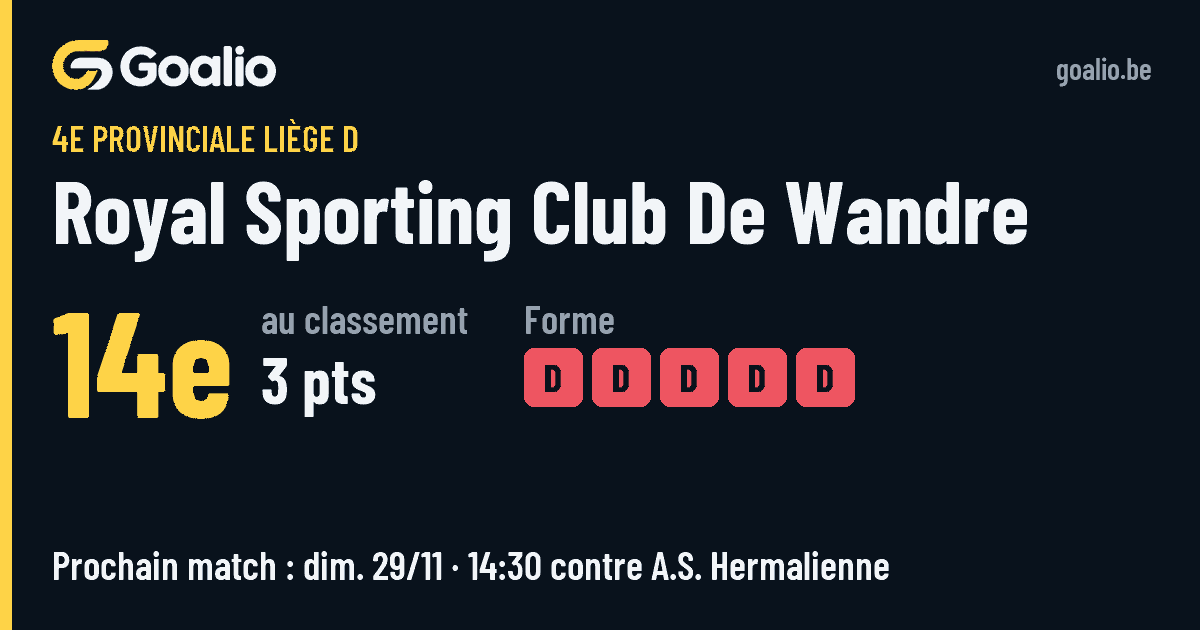 Goalio
goalio.be
4E PROVINCIALE LIÈGE D
Royal Sporting Club De Wandre
14e
au classement
3 pts
Forme
D D D D D
Prochain match : dim. 29/11 · 14:30 contre A.S. Hermalienne